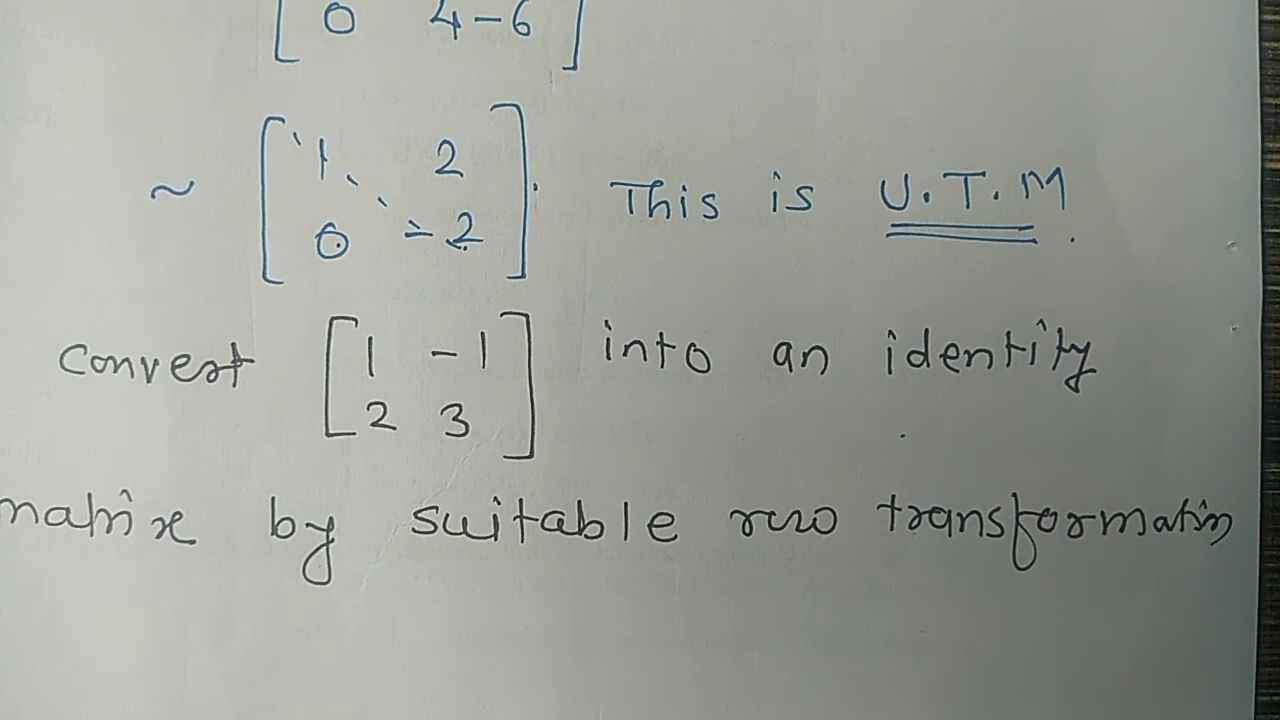 0 4-6
~ 1 2 This is U.T.M.
0 -2
Convert 1 -1 into an identity
2 3
matrix by suitable row transformation